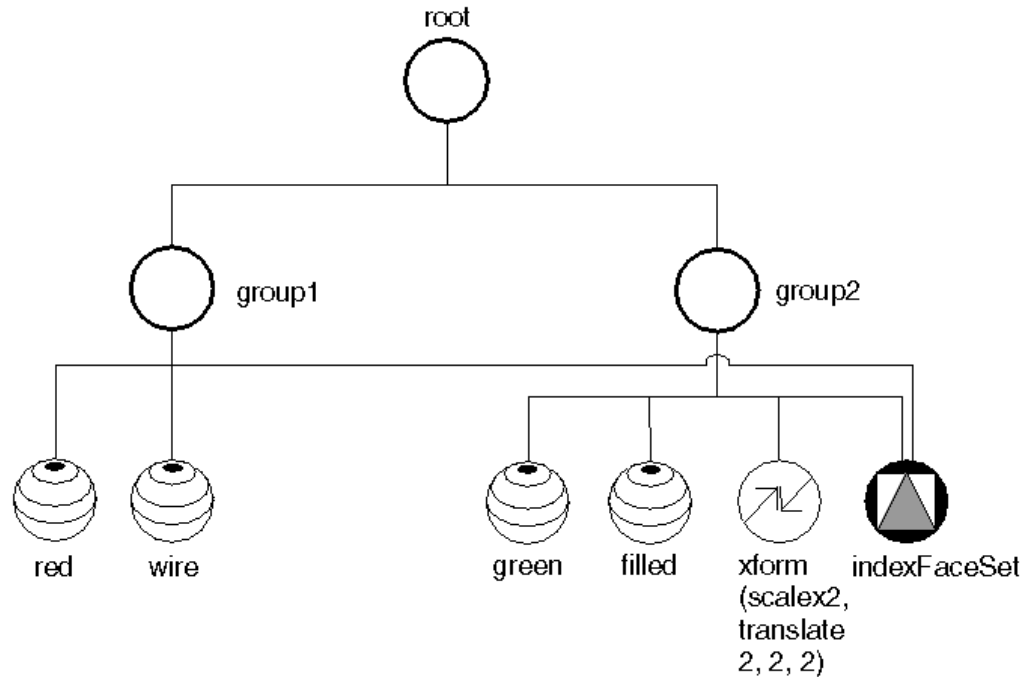 root
group1
group2
red
wire
green
filled
xform
(scalex2,
translate
2, 2, 2)
indexFaceSet